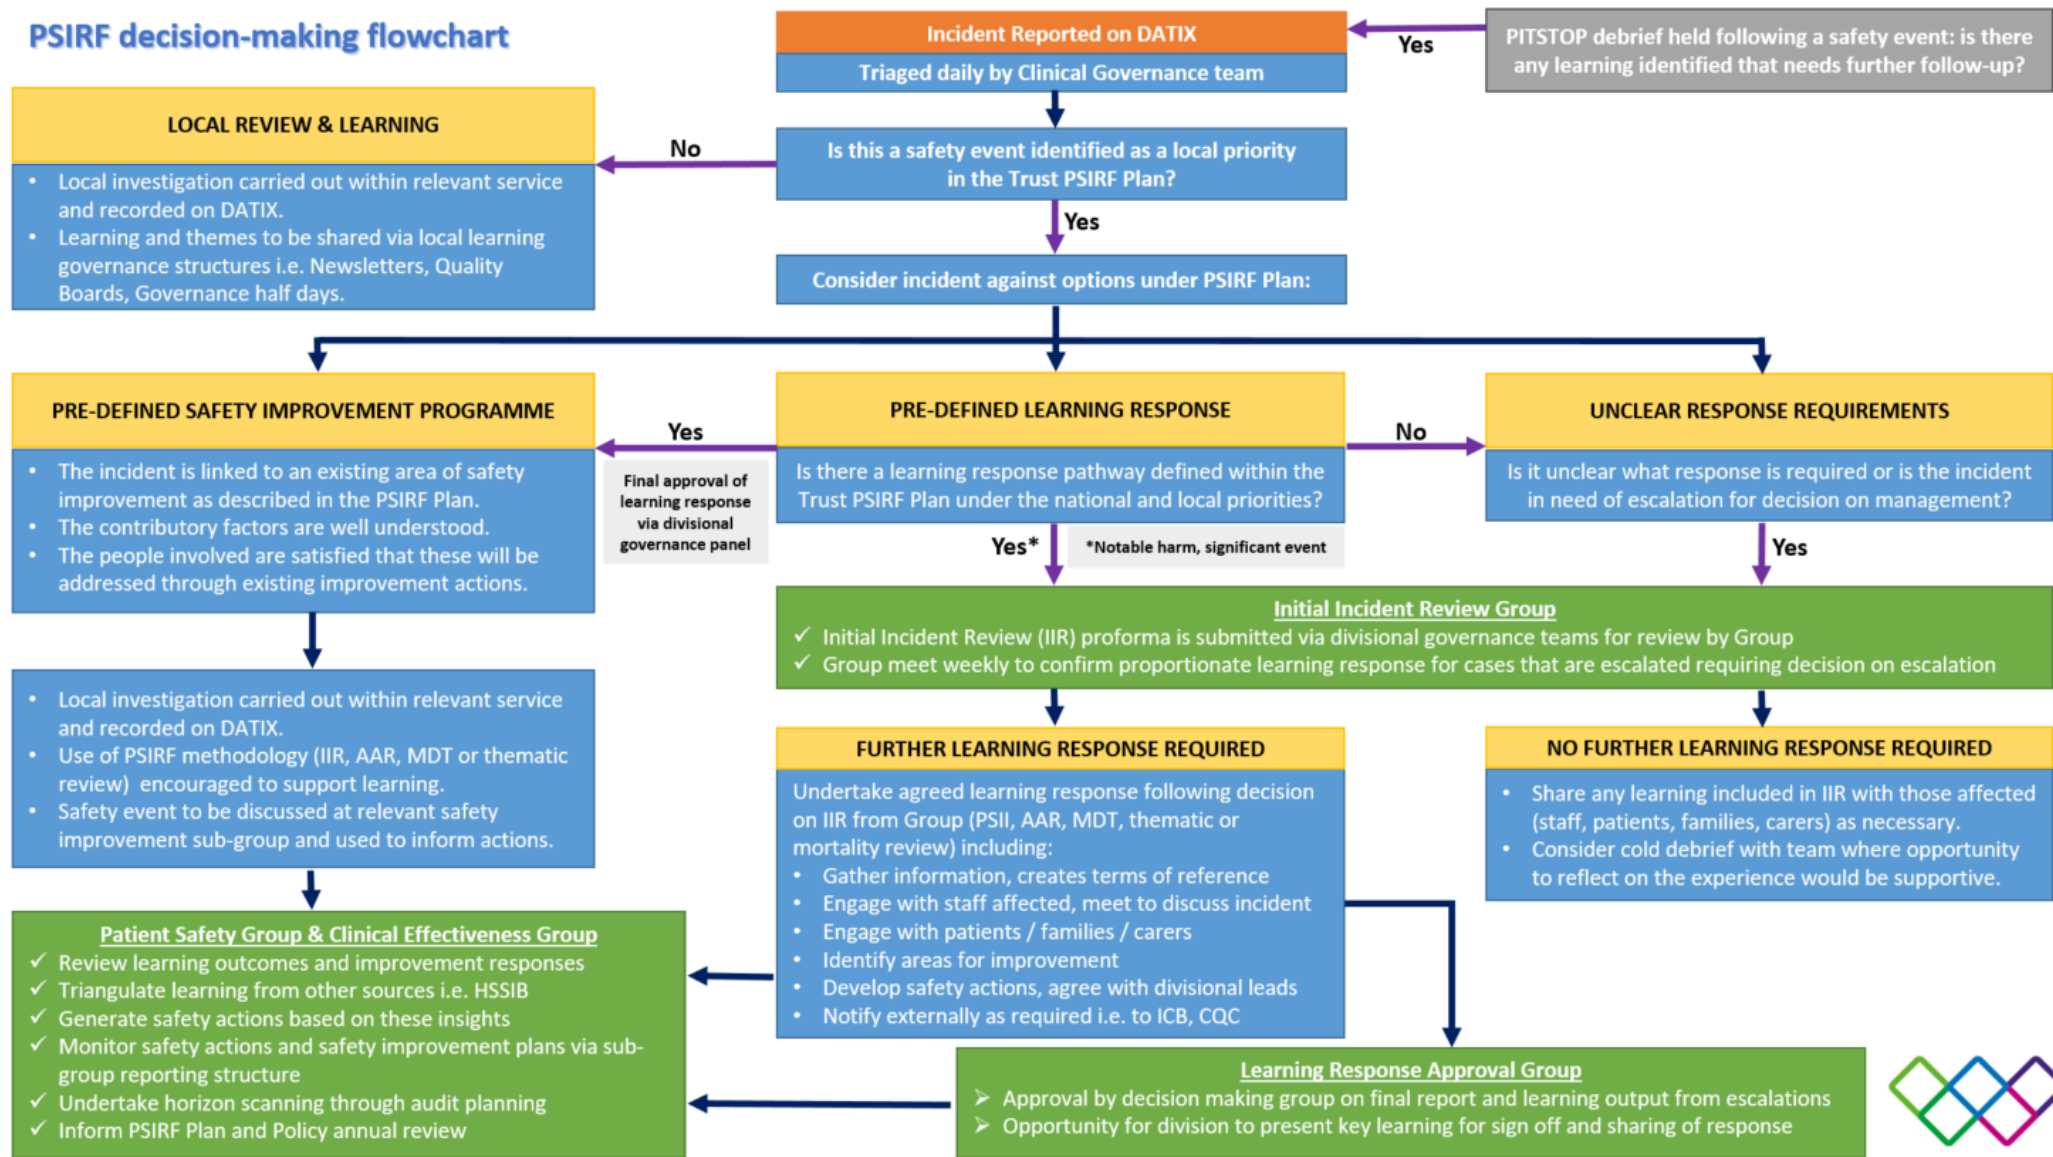 PSIRF decision-making flowchart
Incident Reported on DATIX
Triaged daily by Clinical Governance team
Yes
PITSTOP debrief held following a safety event: is there
any learning identified that needs further follow-up?
LOCAL REVIEW & LEARNING
• Local investigation carried out within relevant service
and recorded on DATIX.
• Learning and themes to be shared via local learning
governance structures i.e. Newsletters, Quality
Boards, Governance half days.
No
Is this a safety event identified as a local priority
in the Trust PSIRF Plan?
Yes
Consider incident against options under PSIRF Plan:
PRE-DEFINED SAFETY IMPROVEMENT PROGRAMME
• The incident is linked to an existing area of safety
improvement as described in the PSIRF Plan.
• The contributory factors are well understood.
• The people involved are satisfied that these will be
addressed through existing improvement actions.
Yes
Final approval of
learning response
via divisional
governance panel
PRE-DEFINED LEARNING RESPONSE
Is there a learning response pathway defined within the
Trust PSIRF Plan under the national and local priorities?
No
UNCLEAR RESPONSE REQUIREMENTS
Is it unclear what response is required or is the incident
in need of escalation for decision on management?
Yes*
*Notable harm, significant event
Yes
Initial Incident Review Group
✓ Initial Incident Review (IIR) proforma is submitted via divisional governance teams for review by Group
✓ Group meet weekly to confirm proportionate learning response for cases that are escalated requiring decision on escalation
• Local investigation carried out within relevant service
and recorded on DATIX.
• Use of PSIRF methodology (IIR, AAR, MDT or thematic
review) encouraged to support learning.
• Safety event to be discussed at relevant safety
improvement sub-group and used to inform actions.
FURTHER LEARNING RESPONSE REQUIRED
Undertake agreed learning response following decision
on IIR from Group (PSII, AAR, MDT, thematic or
mortality review) including:
• Gather information, creates terms of reference
• Engage with staff affected, meet to discuss incident
• Engage with patients / families / carers
• Identify areas for improvement
• Develop safety actions, agree with divisional leads
• Notify externally as required i.e. to ICB, CQC
NO FURTHER LEARNING RESPONSE REQUIRED
• Share any learning included in IIR with those affected
(staff, patients, families, carers) as necessary.
• Consider cold debrief with team where opportunity
to reflect on the experience would be supportive.
Patient Safety Group & Clinical Effectiveness Group
✓ Review learning outcomes and improvement responses
✓ Triangulate learning from other sources i.e. HSSIB
✓ Generate safety actions based on these insights
✓ Monitor safety actions and safety improvement plans via sub-
group reporting structure
✓ Undertake horizon scanning through audit planning
✓ Inform PSIRF Plan and Policy annual review
Learning Response Approval Group
➢ Approval by decision making group on final report and learning output from escalations
➢ Opportunity for division to present key learning for sign off and sharing of response